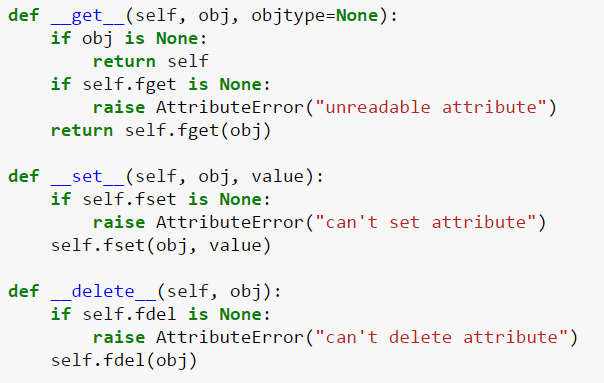 def __get__(self, obj, objtype=None):
    if obj is None:
        return self
    if self.fget is None:
        raise AttributeError("unreadable attribute")
    return self.fget(obj)

def __set__(self, obj, value):
    if self.fset is None:
        raise AttributeError("can't set attribute")
    self.fset(obj, value)

def __delete__(self, obj):
    if self.fdel is None:
        raise AttributeError("can't delete attribute")
    self.fdel(obj)